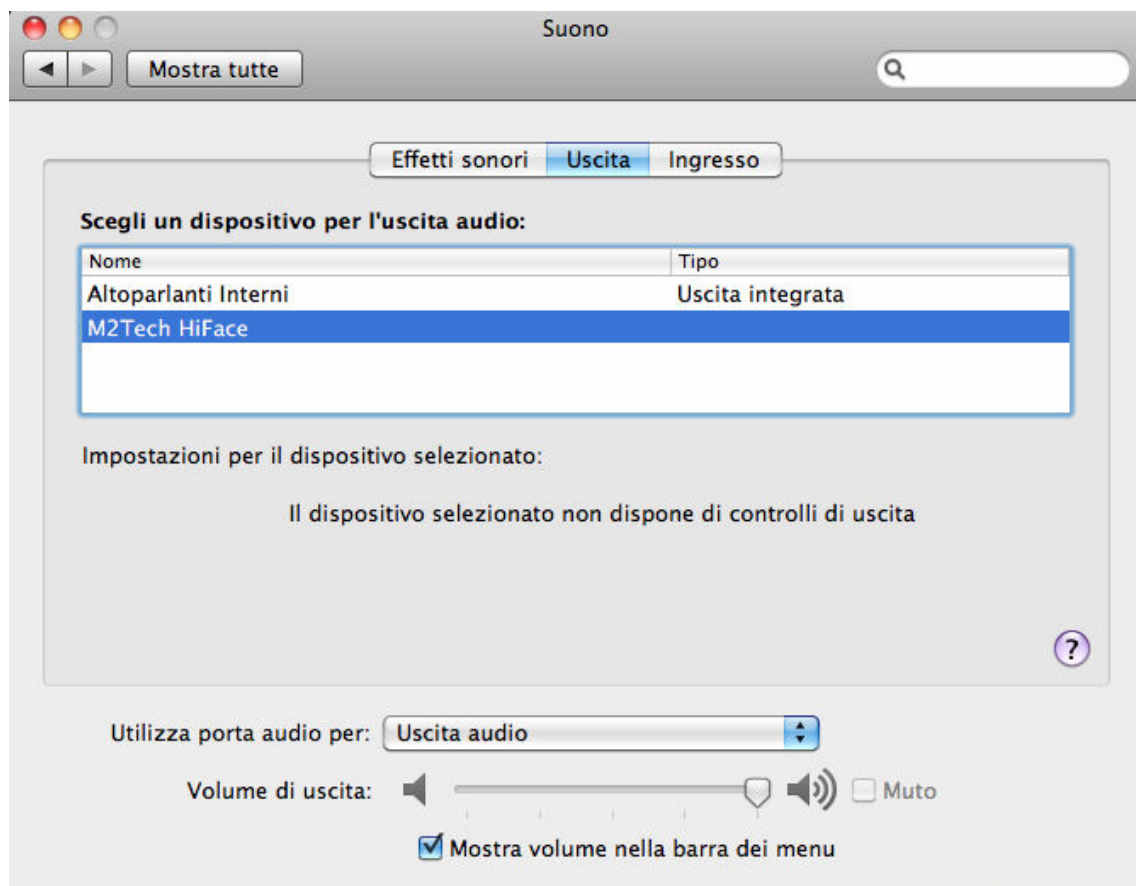 Suono
Mostra tutte
Effetti sonori Uscita Ingresso
Scegli un dispositivo per l'uscita audio:
Nome Tipo
Altoparlanti Interni Uscita integrata
M2Tech HiFace
Impostazioni per il dispositivo selezionato:
Il dispositivo selezionato non dispone di controlli di uscita
?
Utilizza porta audio per: Uscita audio
Volume di uscita: Muto
Mostra volume nella barra dei menu